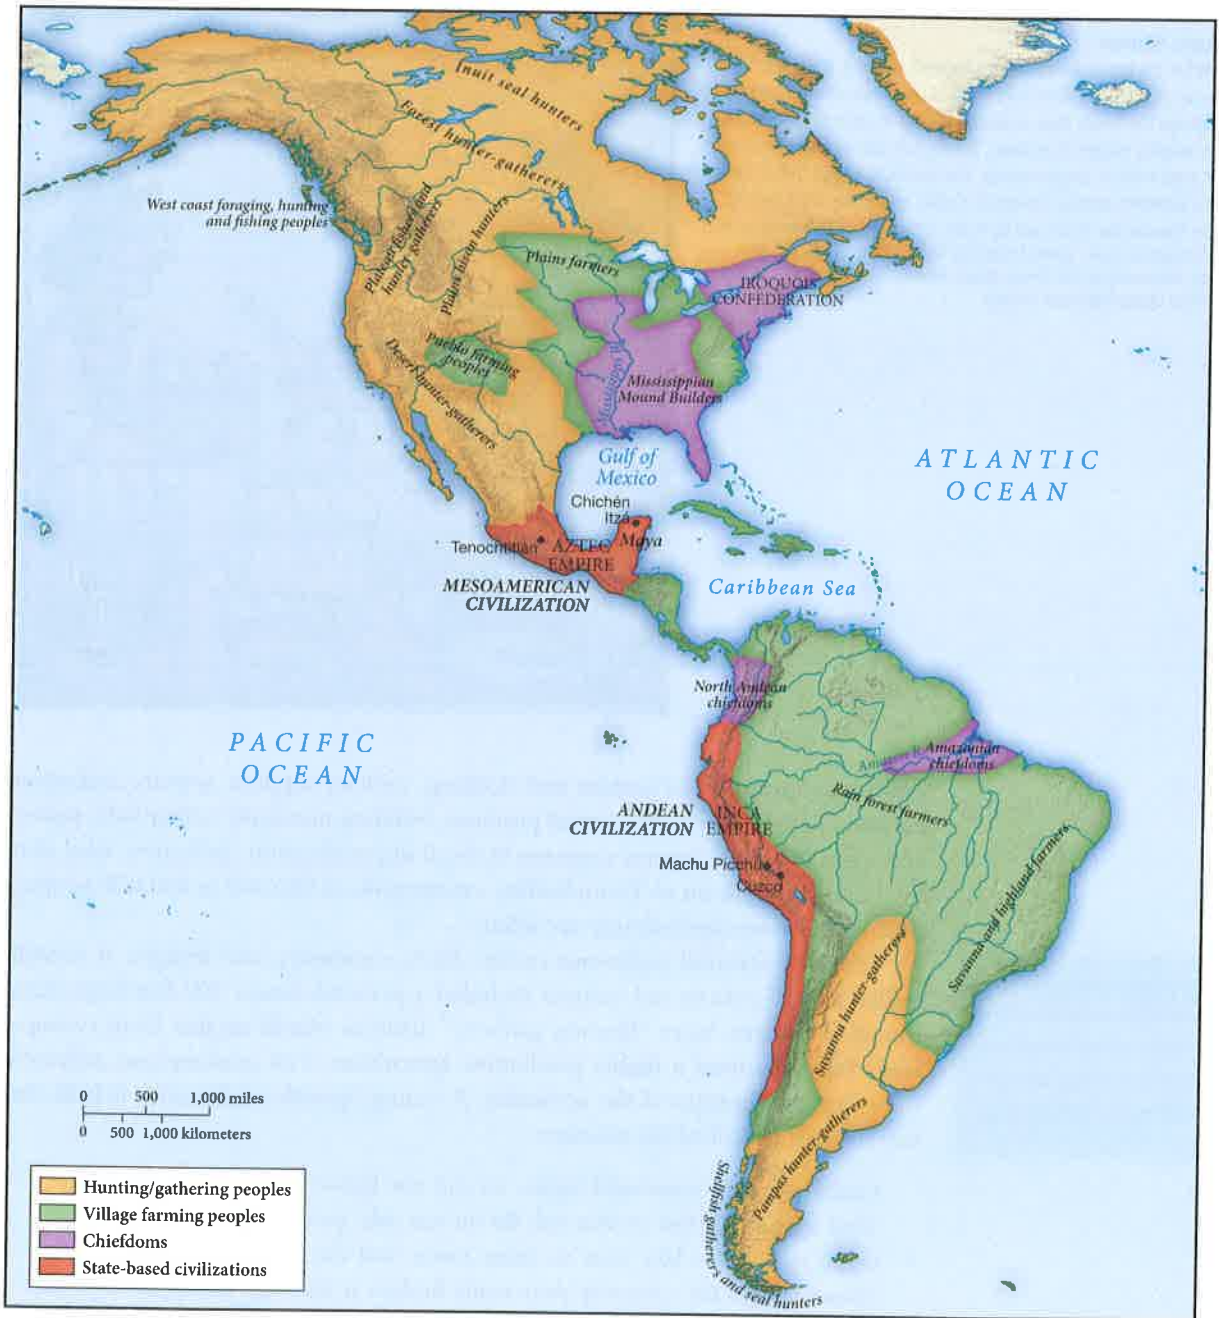 Inuit seal hunters
Forest hunter-gatherers
West coast foraging, hunting
and fishing peoples
Plateau fishers and
hunter gatherers
Plains bison hunters
Plains farmers
IROQUOIS
CONFEDERATION
Pueblo farming
peoples
Desert hunter-gatherers
Mississippian
Mound Builders
ATLANTIC
OCEAN
Gulf of
Mexico
Chichén
Itzá
Maya
Tenochtitlán
AZTEC
EMPIRE
MESOAMERICAN
CIVILIZATION
Caribbean Sea
North Andean
chiefdoms
PACIFIC
OCEAN
Amazonian
chiefdoms
Rain forest farmers
ANDEAN
CIVILIZATION
INCA
EMPIRE
Machu Picchu
Cuzco
Savanna and highland farmers
Savanna hunter-gatherers
Pampas hunter-gatherers
Shellfish gatherers and seal hunters
0 500 1,000 miles
0 500 1,000 kilometers
Hunting/gathering peoples
Village farming peoples
Chiefdoms
State-based civilizations